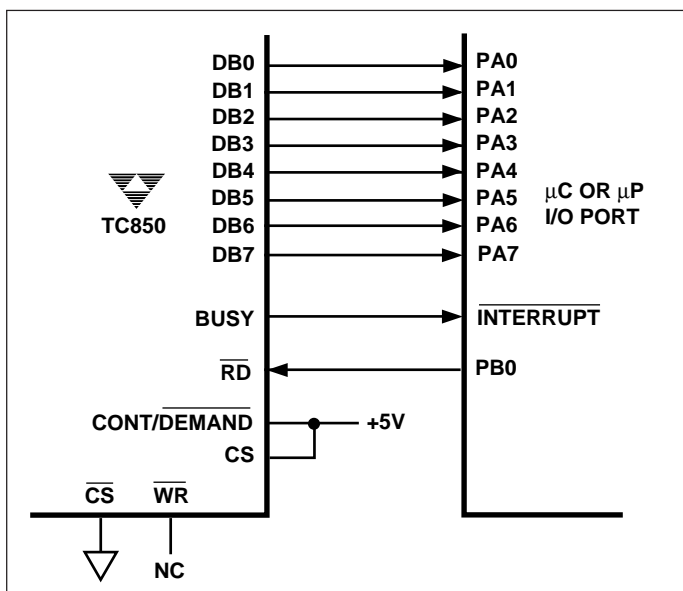 DB0 PA0
DB1 PA1
DB2 PA2
DB3 PA3
DB4 PA4
DB5 PA5
DB6 PA6
DB7 PA7
TC850
μC OR μP
I/O PORT
BUSY INTERRUPT
RD PB0
CONT/DEMAND +5V
CS
CS WR
NC